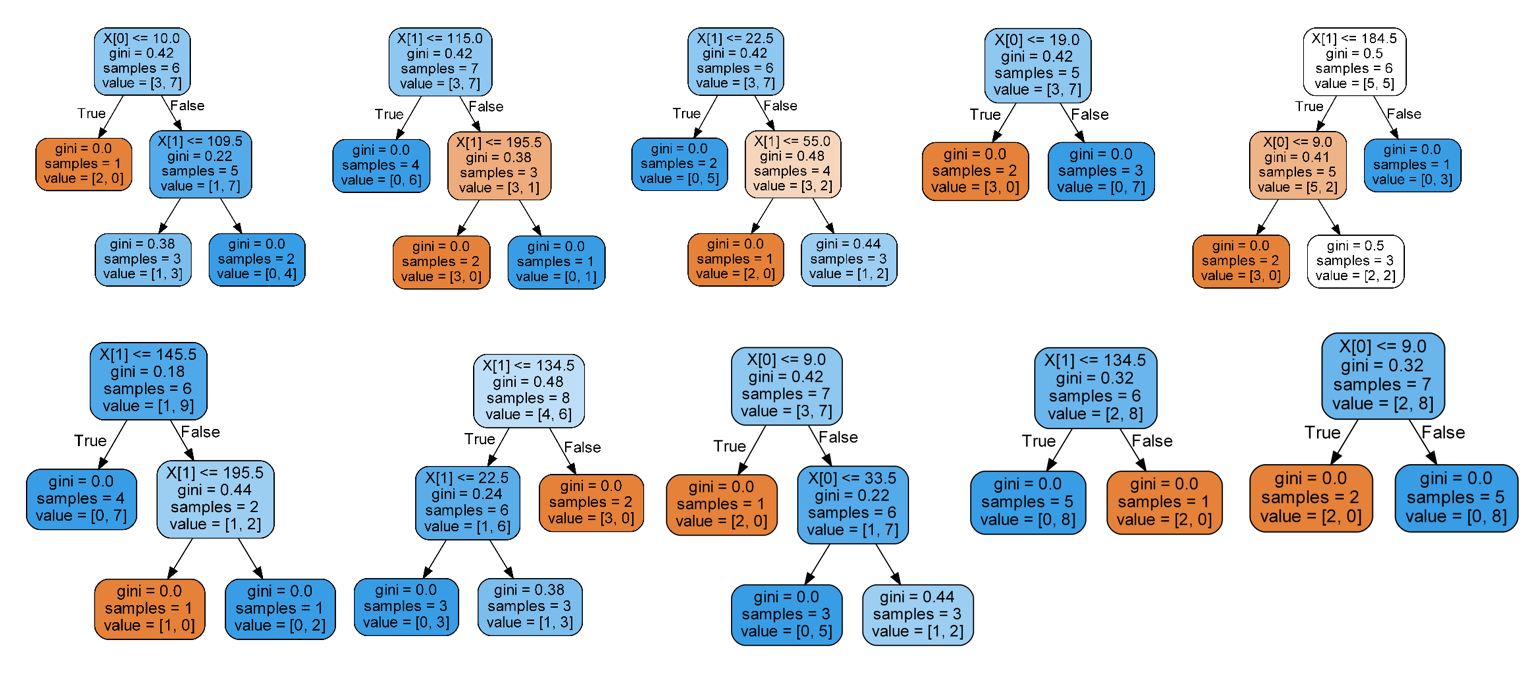 X[0] <= 10.0
gini = 0.42
samples = 6
value = [3, 7]
True
False
gini = 0.0
samples = 1
value = [2, 0]
X[1] <= 109.5
gini = 0.22
samples = 5
value = [1, 7]
gini = 0.38
samples = 3
value = [1, 3]
gini = 0.0
samples = 2
value = [0, 4]
X[1] <= 115.0
gini = 0.42
samples = 7
value = [3, 7]
True
False
gini = 0.0
samples = 4
value = [0, 6]
X[1] <= 195.5
gini = 0.38
samples = 3
value = [3, 1]
gini = 0.0
samples = 2
value = [3, 0]
gini = 0.0
samples = 1
value = [0, 1]
X[1] <= 22.5
gini = 0.42
samples = 6
value = [3, 7]
True
False
gini = 0.0
samples = 2
value = [0, 5]
X[1] <= 55.0
gini = 0.48
samples = 4
value = [3, 2]
gini = 0.0
samples = 1
value = [2, 0]
gini = 0.44
samples = 3
value = [1, 2]
X[0] <= 19.0
gini = 0.42
samples = 5
value = [3, 7]
True
False
gini = 0.0
samples = 2
value = [3, 0]
gini = 0.0
samples = 3
value = [0, 7]
X[1] <= 184.5
gini = 0.5
samples = 6
value = [5, 5]
True
False
X[0] <= 9.0
gini = 0.41
samples = 5
value = [5, 2]
gini = 0.0
samples = 1
value = [0, 3]
gini = 0.0
samples = 2
value = [3, 0]
gini = 0.5
samples = 3
value = [2, 2]
X[1] <= 145.5
gini = 0.18
samples = 6
value = [1, 9]
True
False
gini = 0.0
samples = 4
value = [0, 7]
X[1] <= 195.5
gini = 0.44
samples = 2
value = [1, 2]
gini = 0.0
samples = 1
value = [1, 0]
gini = 0.0
samples = 1
value = [0, 2]
X[1] <= 134.5
gini = 0.48
samples = 8
value = [4, 6]
True
False
X[1] <= 22.5
gini = 0.24
samples = 6
value = [1, 6]
gini = 0.0
samples = 2
value = [3, 0]
gini = 0.0
samples = 3
value = [0, 3]
gini = 0.38
samples = 3
value = [1, 3]
X[0] <= 9.0
gini = 0.42
samples = 7
value = [3, 7]
True
False
gini = 0.0
samples = 1
value = [2, 0]
X[0] <= 33.5
gini = 0.22
samples = 6
value = [1, 7]
gini = 0.0
samples = 3
value = [0, 5]
gini = 0.44
samples = 3
value = [1, 2]
X[1] <= 134.5
gini = 0.32
samples = 6
value = [2, 8]
True
False
gini = 0.0
samples = 5
value = [0, 8]
gini = 0.0
samples = 1
value = [2, 0]
X[0] <= 9.0
gini = 0.32
samples = 7
value = [2, 8]
True
False
gini = 0.0
samples = 2
value = [2, 0]
gini = 0.0
samples = 5
value = [0, 8]